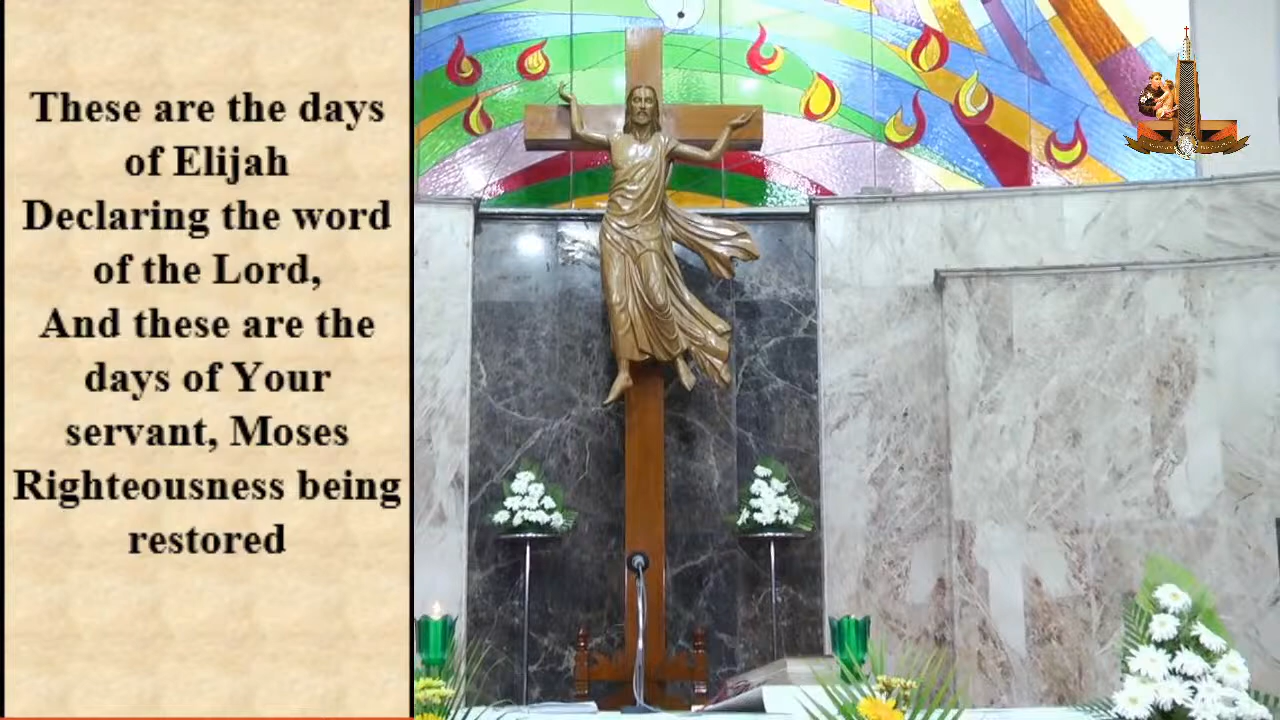 These are the days
of Elijah
Declaring the word
of the Lord,
And these are the
days of Your
servant, Moses
Righteousness being
restored